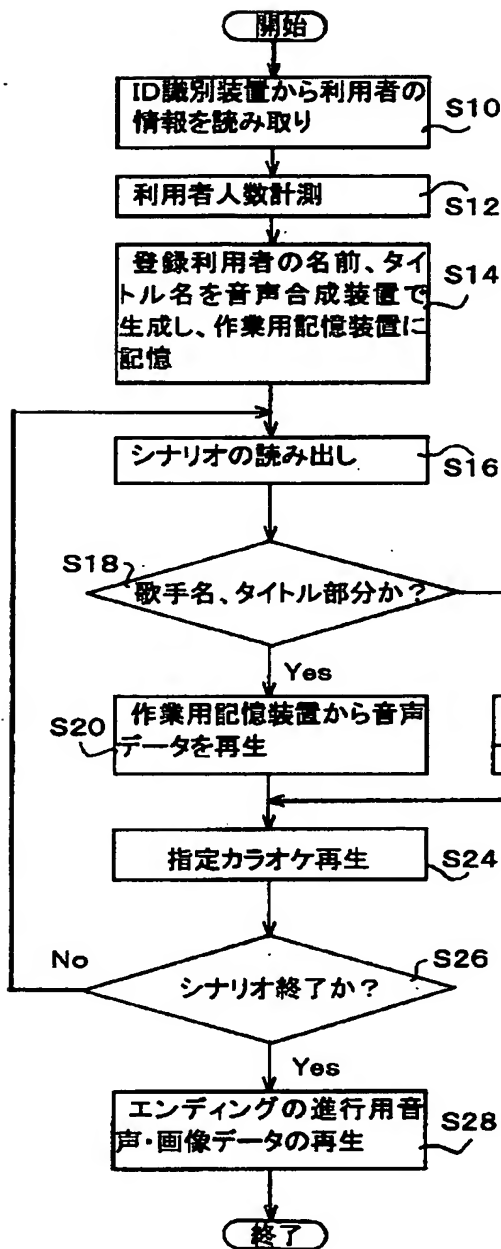 開始
ID識別装置から利用者の
情報を読み取り
S10
利用者人数計測
S12
登録利用者の名前、タイ
トル名を音声合成装置で
生成し、作業用記憶装置に
記憶
S14
シナリオの読み出し
S16
S18
歌手名、タイトル部分か?
Yes
S20
作業用記憶装置から音声
データを再生
指定カラオケ再生
S24
No
S26
シナリオ終了か?
Yes
エンディングの進行用音
声・画像データの再生
S28
終了